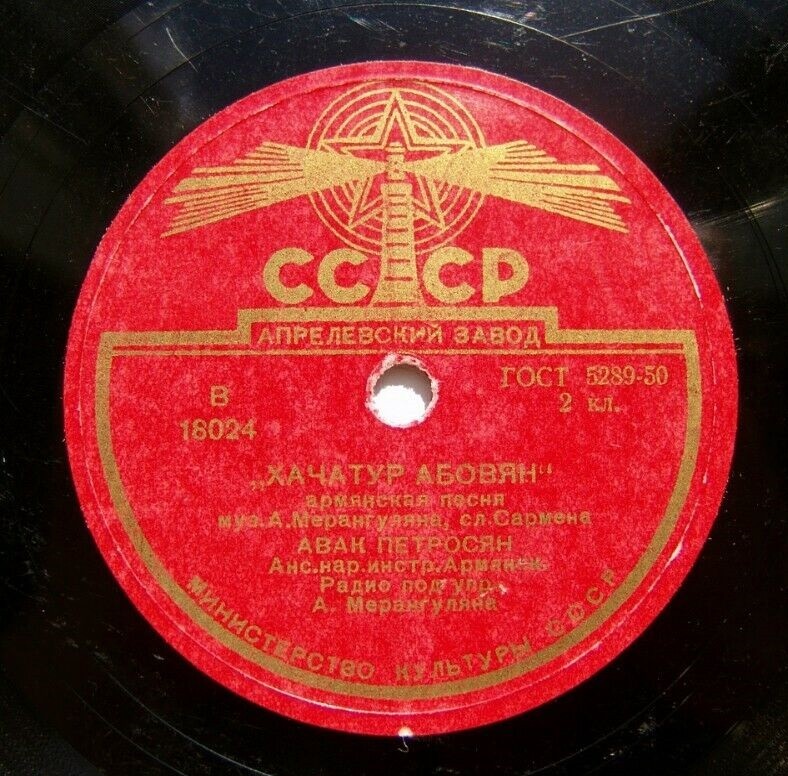 СССР
АПРЕЛЕВСКИЙ ЗАВОД
В
18024
ГОСТ 5289-50
2 кл.
„ХАЧАТУР АБОВЯН“
армянская песня
муз.А.Мерангуляна, сл.Сармена
АВАК ПЕТРОСЯН
Анс.нар.инстр.Армянск.
Радио под упр.
А. Мерангуляна
МИНИСТЕРСТВО КУЛЬТУРЫ СССР